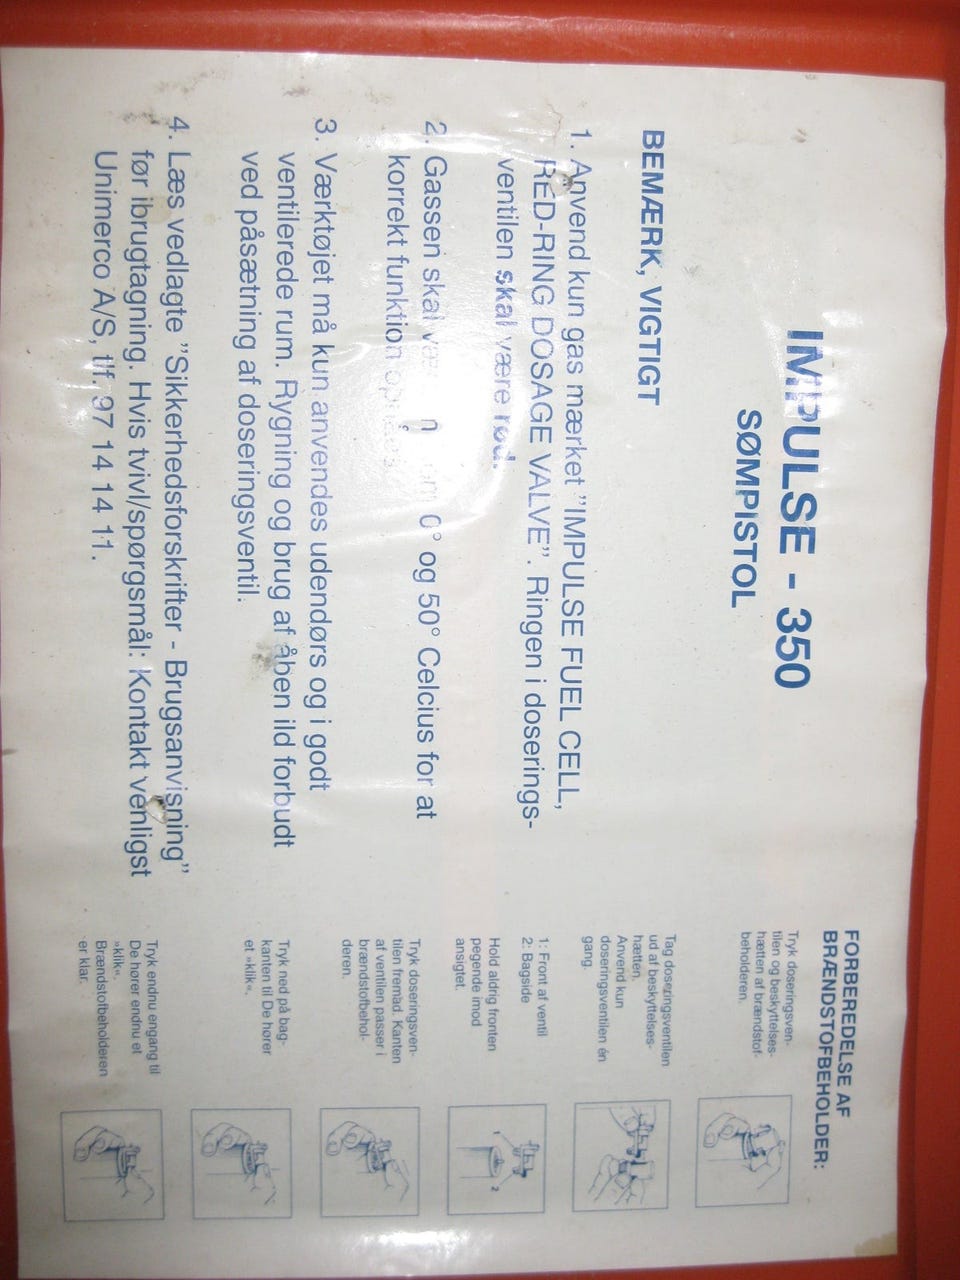 IMPULSE - 350
SØMPISTOL
BEMÆRK, VIGTIGT
1. Anvend kun gas mærket ”IMPULSE FUEL CELL,
RED-RING DOSAGE VALVE”. Ringen i doserings-
ventilen skal være rød.
2. Gassen skal 0° og 50° Celcius for at
korrekt funktion
3. Værktøjet må kun anvendes udendørs og i godt
ventilerede rum. Rygning og brug af åben ild forbudt
ved påsætning af doseringsventil.
4. Læs vedlagte ”Sikkerhedsforskrifter - Brugsanvisning”
før ibrugtagning. Hvis tvivl/spørgsmål: Kontakt venligst
Unimerco A/S, tlf. 97 14 14 11.
FORBEREDELSE AF
BRÆNDSTOFBEHOLDER:
Tryk doseringsven-
tilen og beskyttelses-
hætten af brændstof-
beholderen.
Tag doseringsventilen
ud af beskyttelses-
hætten.
Anvend kun
doseringsventilen én
gang.
1: Front af ventil
2: Bagside
Hold aldrig fronten
pegende imod
ansigtet.
Tryk doseringsven-
tilen fremad. Kanten
af ventilen passer i
brændstofbehol-
deren.
Tryk ned på bag-
kanten til De hører
et »klik«.
Tryk endnu engang til
De hører endnu et
»klik«.
Brændstofbeholderen
er klar.